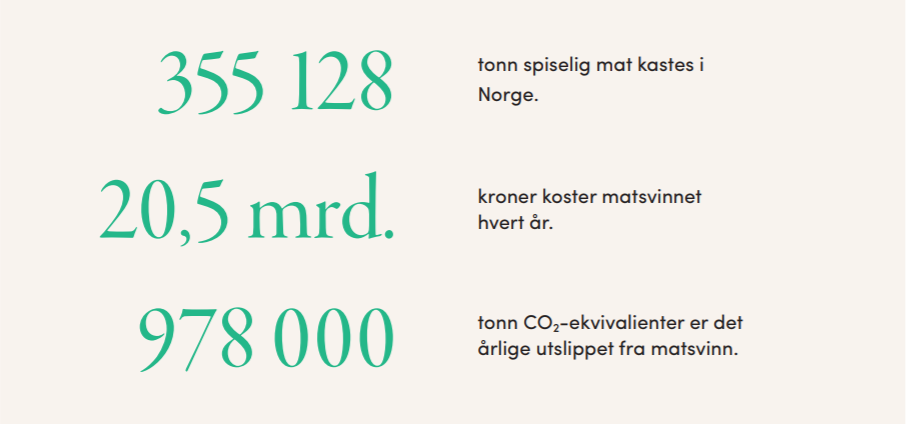 355 128
tonn spiselig mat kastes i
Norge.
20,5 mrd.
kroner koster matsvinnet
hvert år.
978 000
tonn CO₂-ekvivalienter er det
årlige utslippet fra matsvinn.